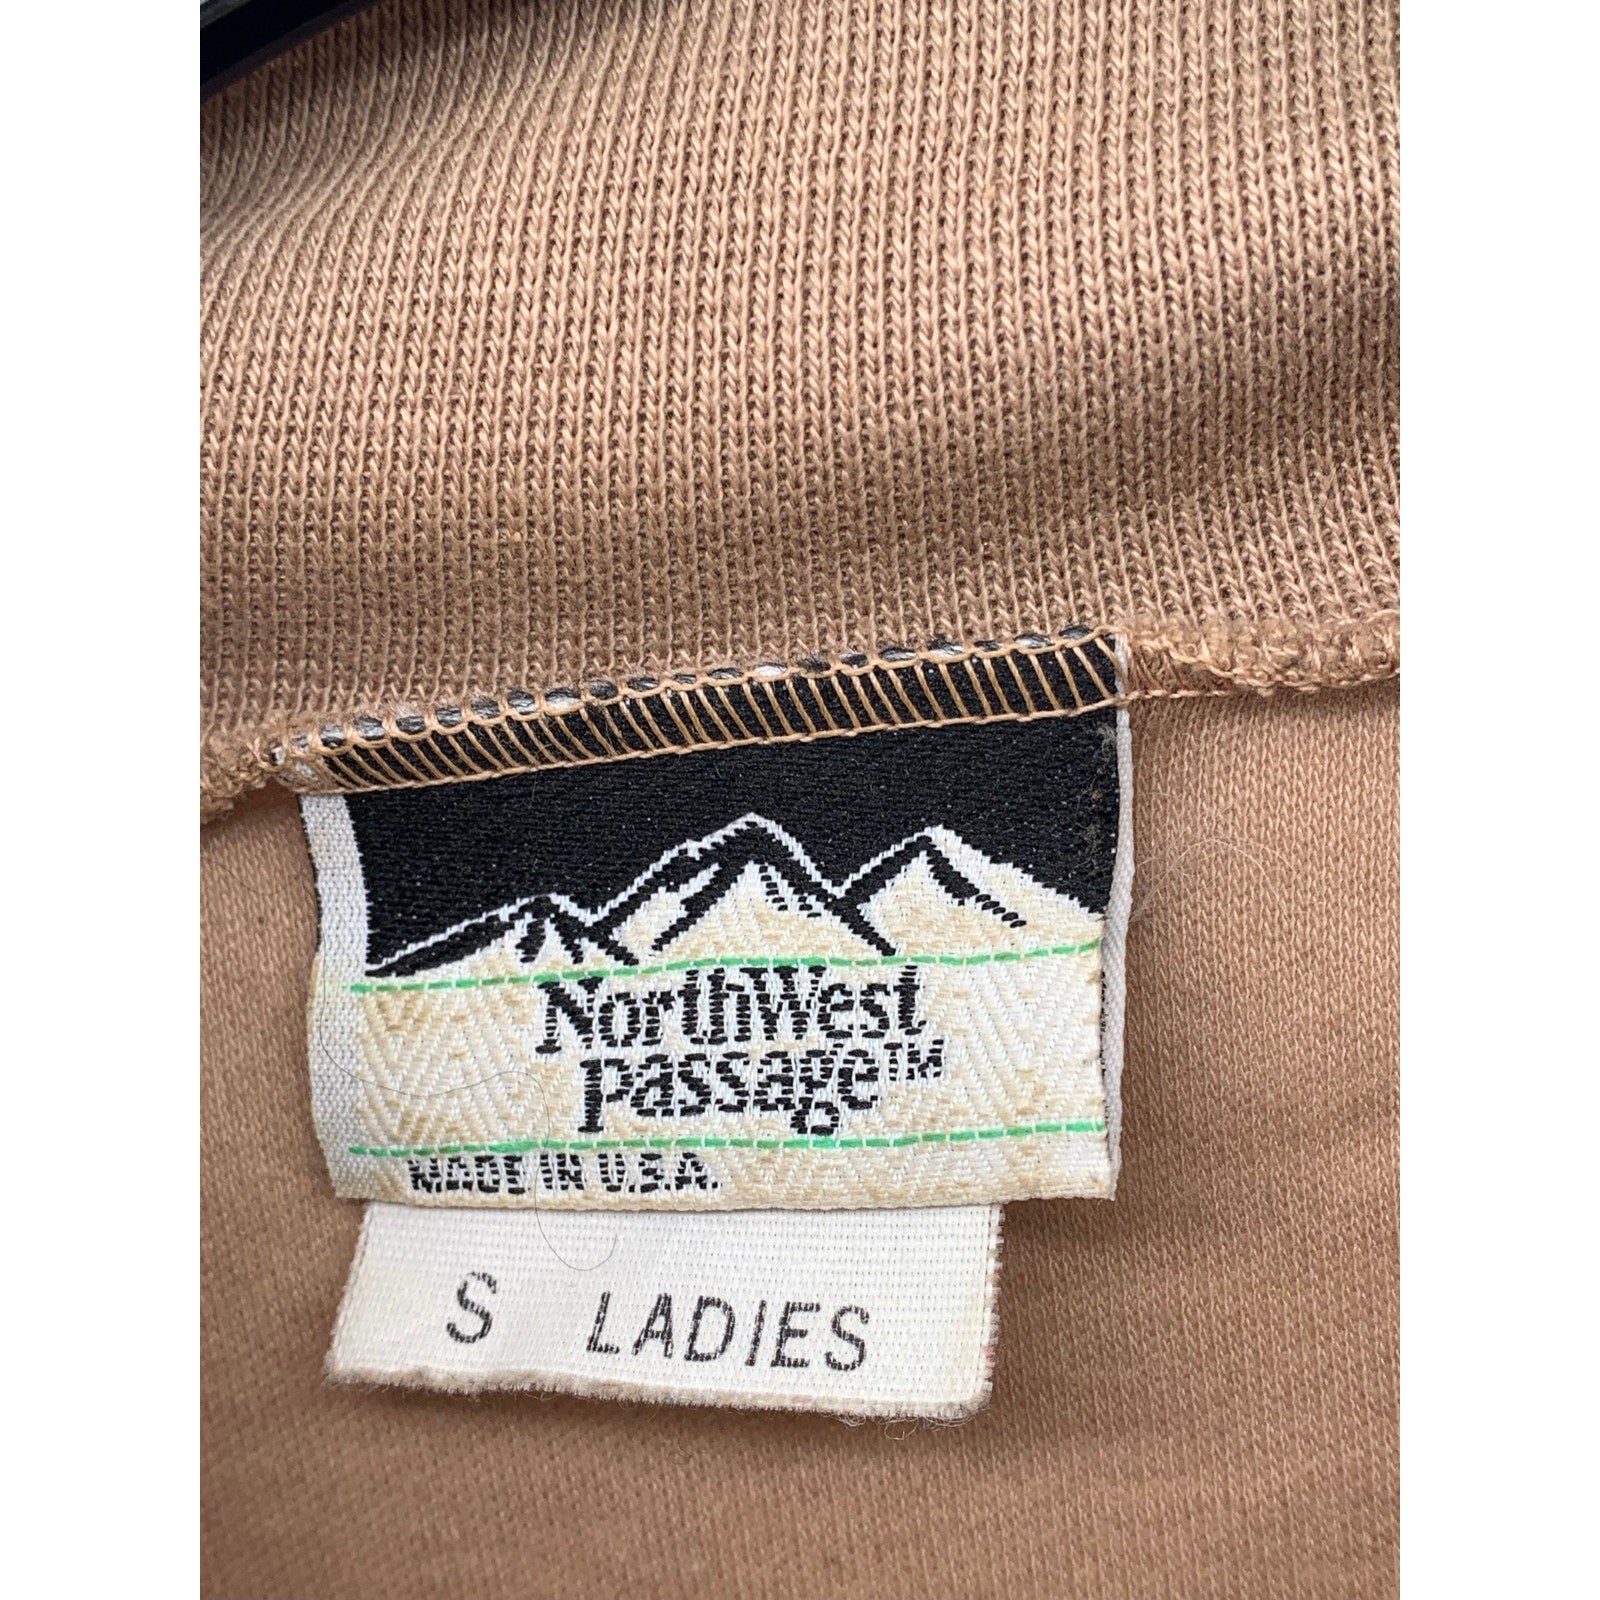 NorthWest
passage™
MADE IN U.S.A.
S LADIES